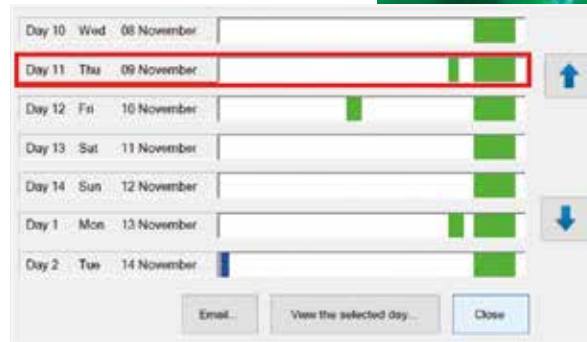 Day 10 Wed 08 November
Day 11 Thu 09 November
Day 12 Fri 10 November
Day 13 Sat 11 November
Day 14 Sun 12 November
Day 1 Mon 13 November
Day 2 Tue 14 November
Email... View the selected day... Close